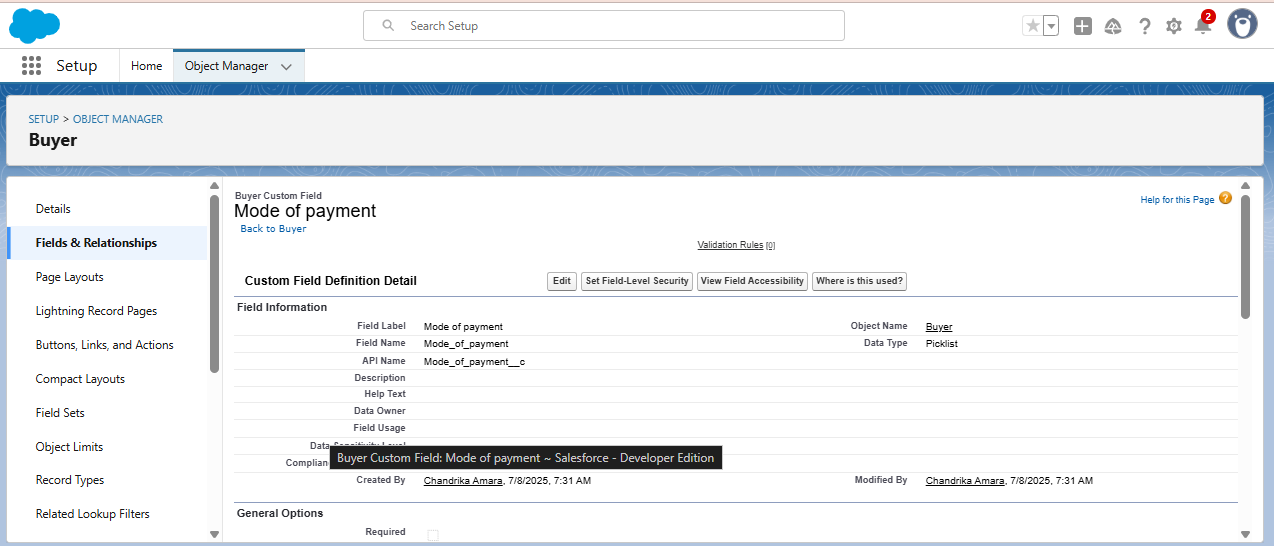 Search Setup
2
Setup
Home
Object Manager
SETUP > OBJECT MANAGER
Buyer
Details
Fields & Relationships
Page Layouts
Lightning Record Pages
Buttons, Links, and Actions
Compact Layouts
Field Sets
Object Limits
Record Types
Related Lookup Filters
Buyer Custom Field
Mode of payment
Back to Buyer
Help for this Page ?
Validation Rules [0]
Custom Field Definition Detail
Edit
Set Field-Level Security
View Field Accessibility
Where is this used?
Field Information
Field Label Mode of payment Object Name Buyer
Field Name Mode_of_payment Data Type Picklist
API Name Mode_of_payment__c
Description
Help Text
Data Owner
Field Usage
Buyer Custom Field: Mode of payment ~ Salesforce - Developer Edition
Created By Chandrika Amara, 7/8/2025, 7:31 AM Modified By Chandrika Amara, 7/8/2025, 7:31 AM
General Options
Required